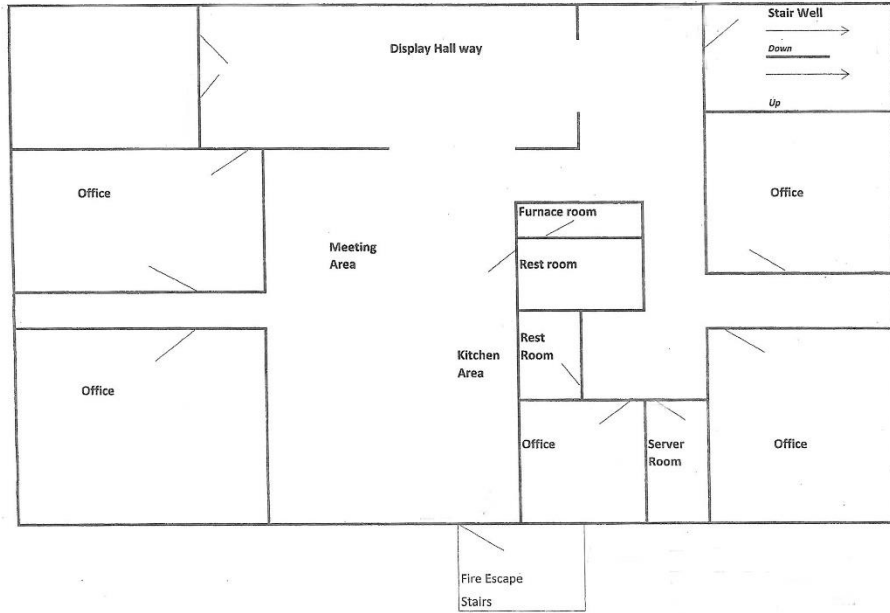 Stair Well
Down
Up
Display Hall way
Office
Office
Furnace room
Meeting
Area
Rest room
Rest
Room
Kitchen
Area
Office
Office
Server
Room
Office
Fire Escape
Stairs